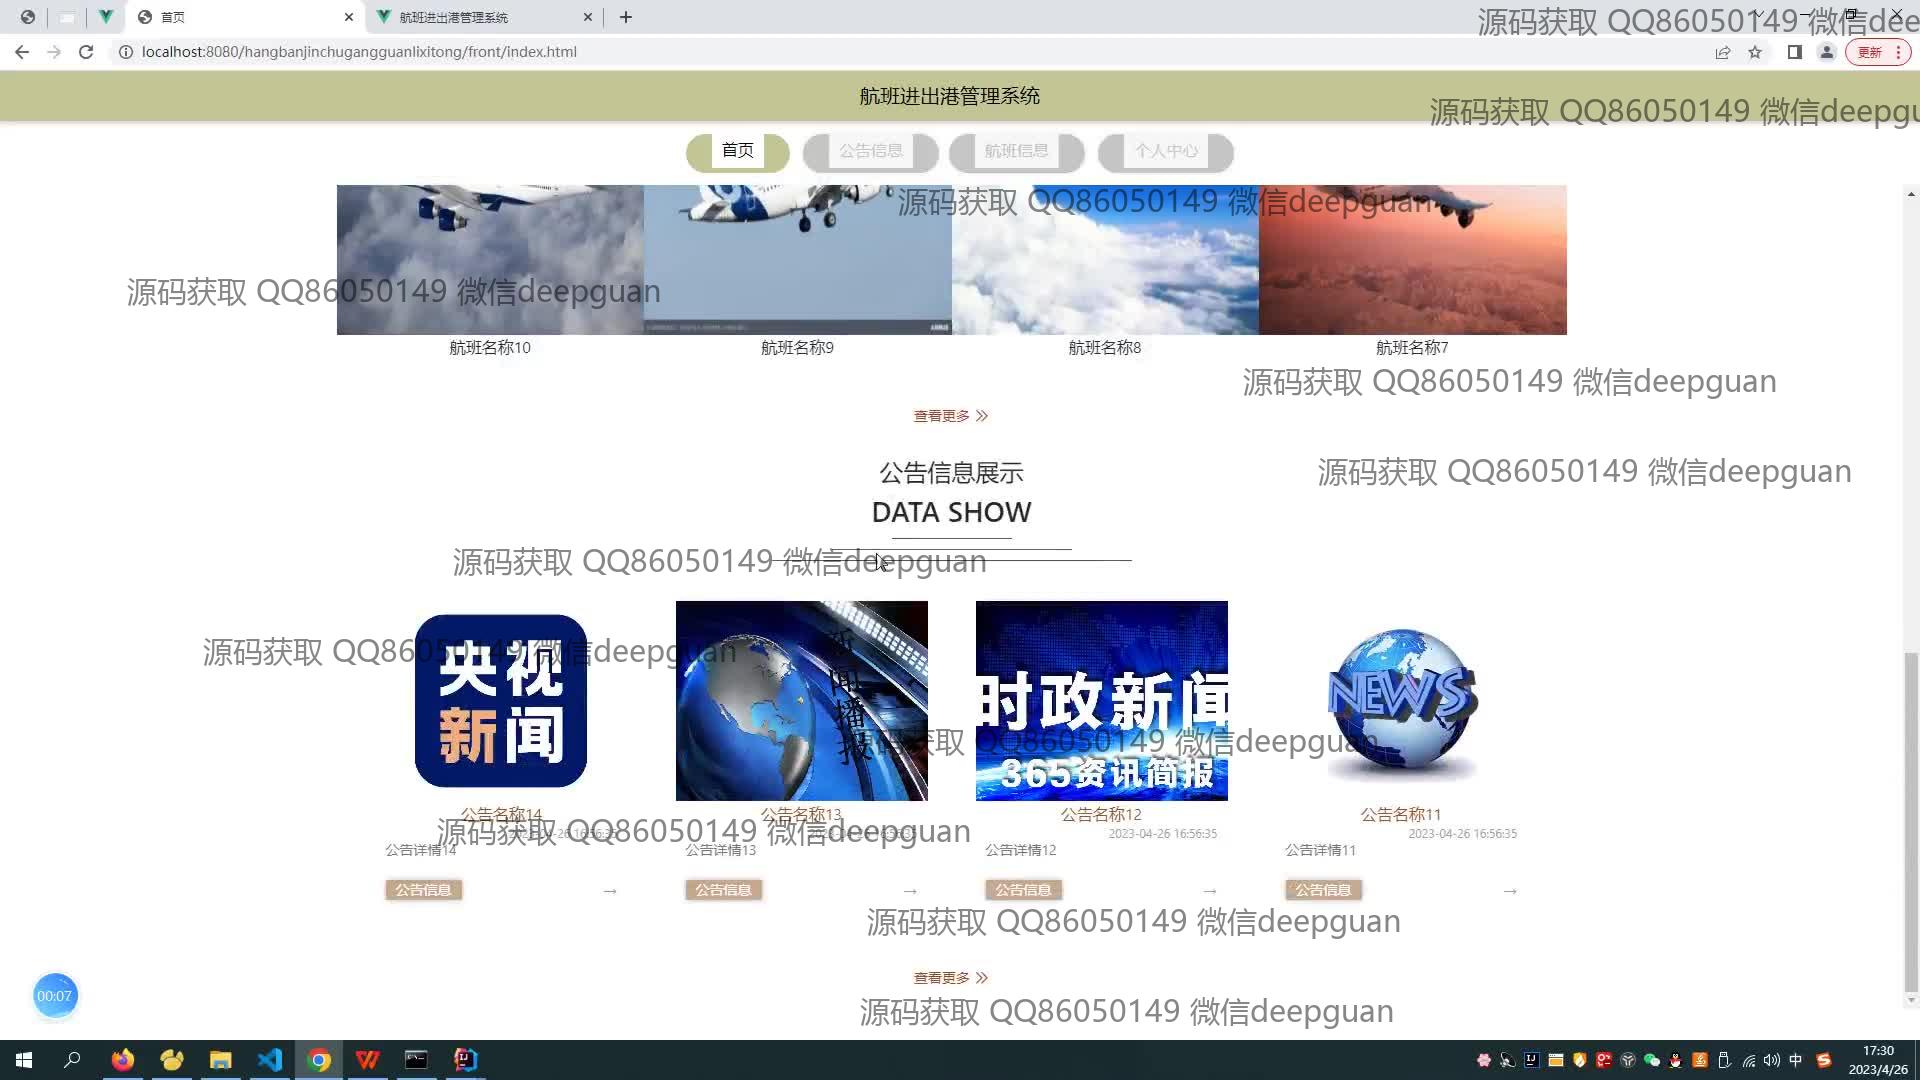 首页
航班进出港管理系统
localhost:8080/hangbanjinchugangguanlixitong/front/index.html
更新
源码获取 QQ86050149 微信dee
航班进出港管理系统
源码获取 QQ86050149 微信deepgu
首页
公告信息
航班信息
个人中心
源码获取 QQ86050149 微信deepguan
源码获取 QQ86050149 微信deepguan
航班名称10
航班名称9
航班名称8
航班名称7
源码获取 QQ86050149 微信deepguan
查看更多
公告信息展示
源码获取 QQ86050149 微信deepguan
DATA SHOW
源码获取 QQ86050149 微信deepguan
源码获取 QQ86050149 微信deepguan
央视
新闻
新闻播报
时政新闻
365资讯简报
NEWS
源码获取 QQ86050149 微信deepguan
公告名称14
公告名称13
公告名称12
公告名称11
源码获取 QQ86050149 微信deepguan
2023-04-26 16:56:35
2023-04-26 16:56:35
2023-04-26 16:56:35
2023-04-26 16:56:35
公告详情14
公告详情13
公告详情12
公告详情11
公告信息
公告信息
公告信息
公告信息
源码获取 QQ86050149 微信deepguan
查看更多
00:07
源码获取 QQ86050149 微信deepguan
中
17:30
2023/4/26